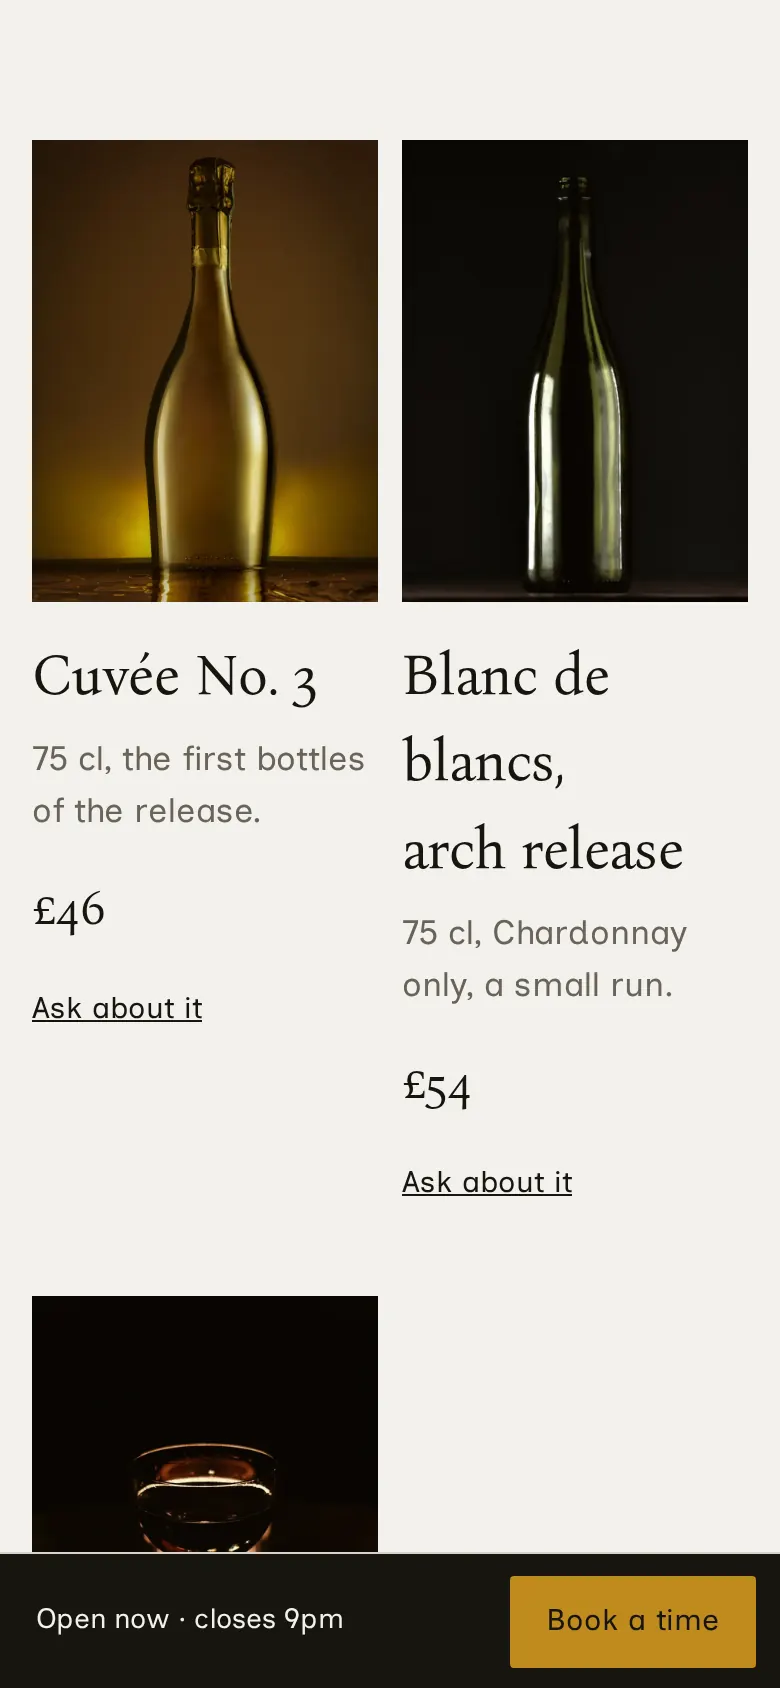 Cuvée No. 3
75 cl, the first bottles
of the release.
£46
Ask about it
Blanc de
blancs,
arch release
75 cl, Chardonnay
only, a small run.
£54
Ask about it
Open now · closes 9pm
Book a time